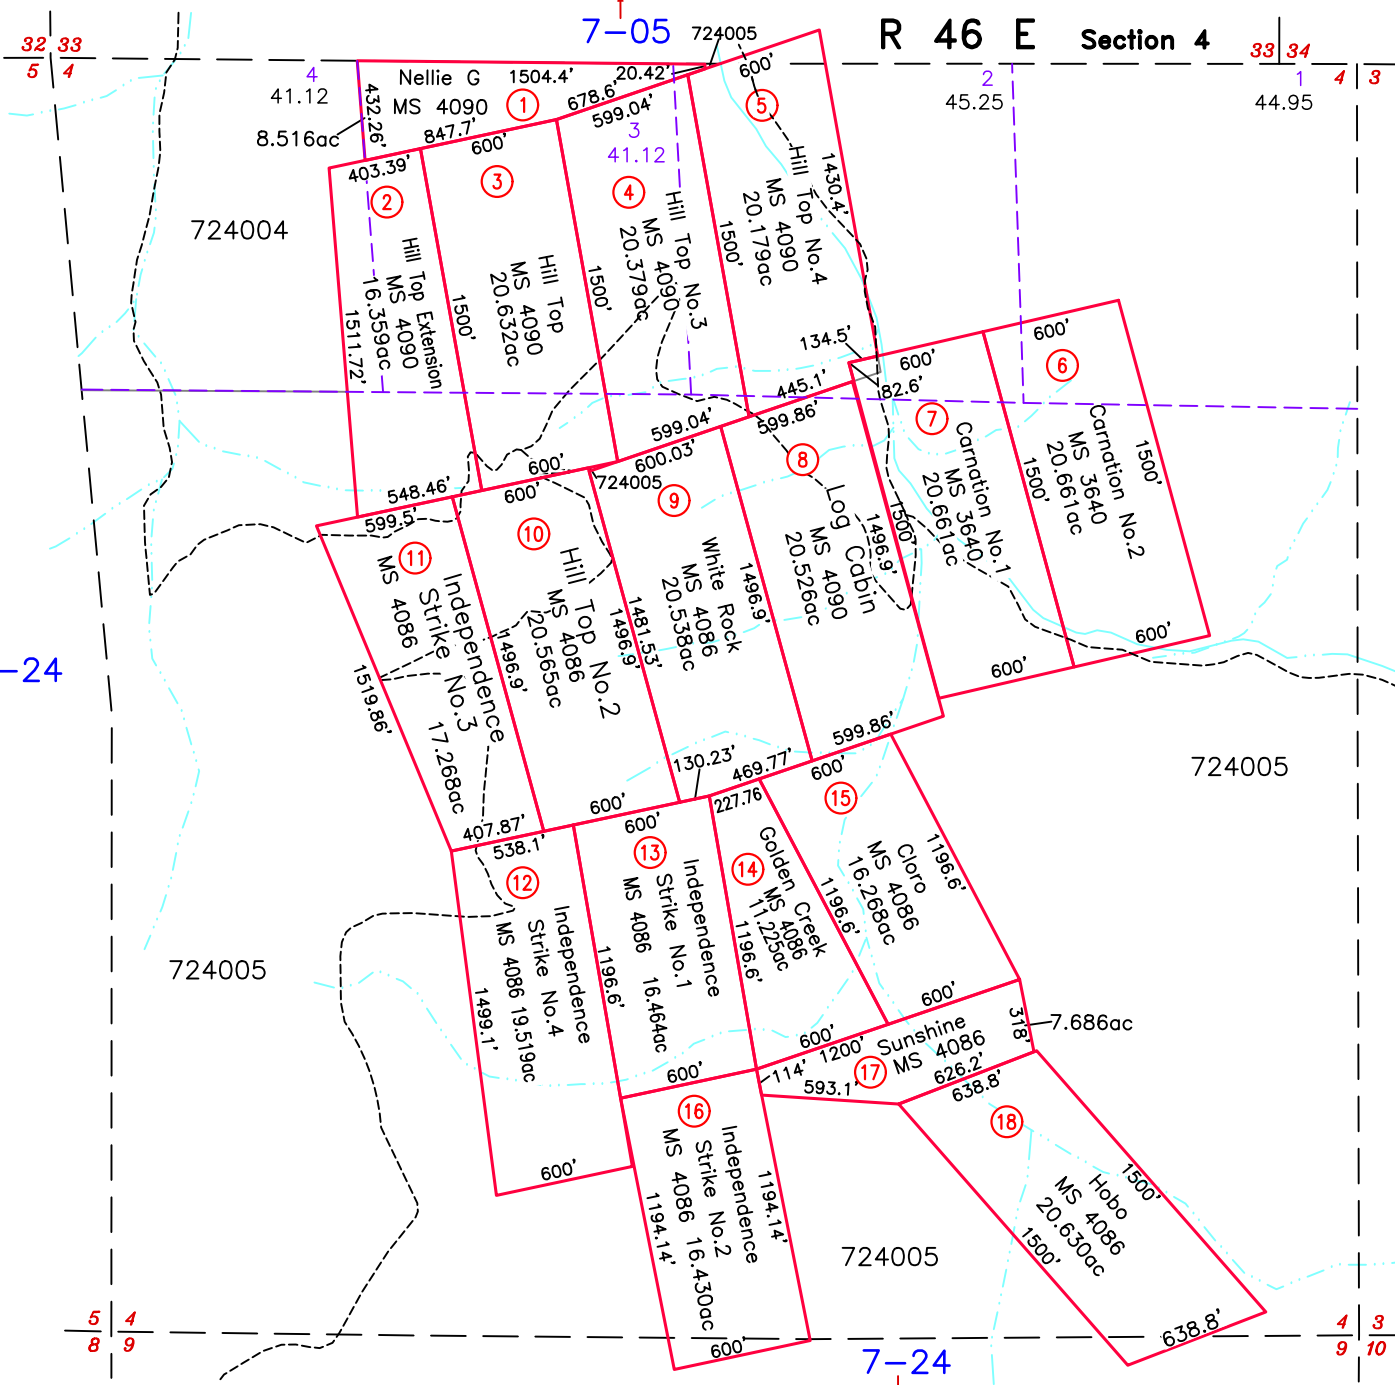 7-05
R 46 E Section 4
32 33
5 4
33 34
4 3
724005
Nellie G 1504.4'
MS 4090
1
20.42'
678.6'
847.7'
432.26'
8.516ac
4
41.12
3
41.12
2
45.25
1
44.95
724004
403.39'
2
Hill Top Extension
MS 4090
16.359ac
1511.72'
600'
3
Hill Top
MS 4090
20.632ac
1500'
599.04'
4
Hill Top No.3
MS 4090
20.379ac
1500'
600'
5
Hill Top No.4
MS 4090
20.179ac
1500'
1430.4'
134.5'
445.1'
82.6'
600'
6
Carnation No.2
MS 3640
20.661ac
1500'
600'
600'
7
Carnation No.1
MS 3640
20.661ac
1500'
1500'
600'
599.86'
8
Log Cabin
MS 4090
20.526ac
1496.9'
1496.9'
599.86'
599.04'
600.03'
724005
9
White Rock
MS 4086
20.538ac
1481.53'
1496.9'
469.77'
130.23'
600'
600'
10
Hill Top No.2
MS 4086
20.565ac
1496.9'
600'
548.46'
599.5'
11
Independence
Strike No.3
MS 4086
17.268ac
1519.86'
407.87'
-24
724005
538.1'
12
Independence
Strike No.4
MS 4086 19.519ac
1499.1'
600'
600'
13
Independence
Strike No.1
MS 4086 16.464ac
1196.6'
1196.6'
600'
227.76
14
Golden Creek
MS 4086
11.225ac
1196.6'
600'
600'
15
Cloro
MS 4086
16.268ac
1196.6'
600'
724005
16
Independence
Strike No.2
MS 4086 16.430ac
1194.14'
1194.14'
600'
1200'
17
Sunshine
MS 4086
114'
593.1'
626.2'
318'
7.686ac
638.8'
18
Hobo
MS 4086
20.630ac
1500'
1500'
638.8'
724005
5 4
8 9
7-24
4 3
9 10